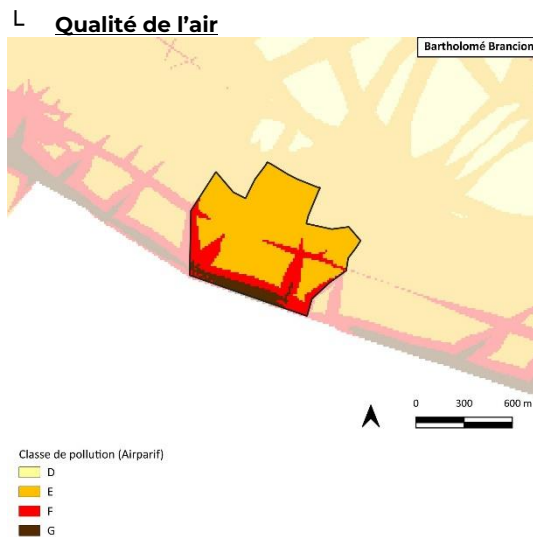 L
Qualité de l’air
Bartholomé Brancion
0 300 600 m
Classe de pollution (Airparif)
D
E
F
G